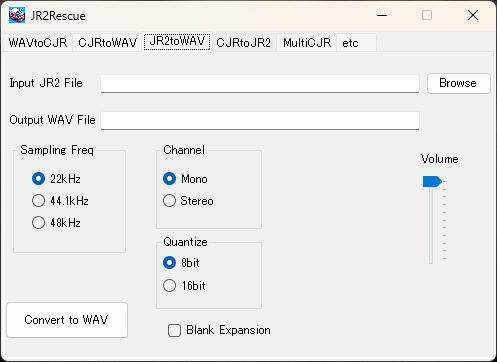 JR2Rescue
WAVtoCJR CJRtoWAV JR2toWAV CJRtoJR2 MultiCJR etc
Input JR2 File Browse
Output WAV File
Sampling Freq
22kHz
44.1kHz
48kHz
Channel
Mono
Stereo
Quantize
8bit
16bit
Volume
Convert to WAV
Blank Expansion